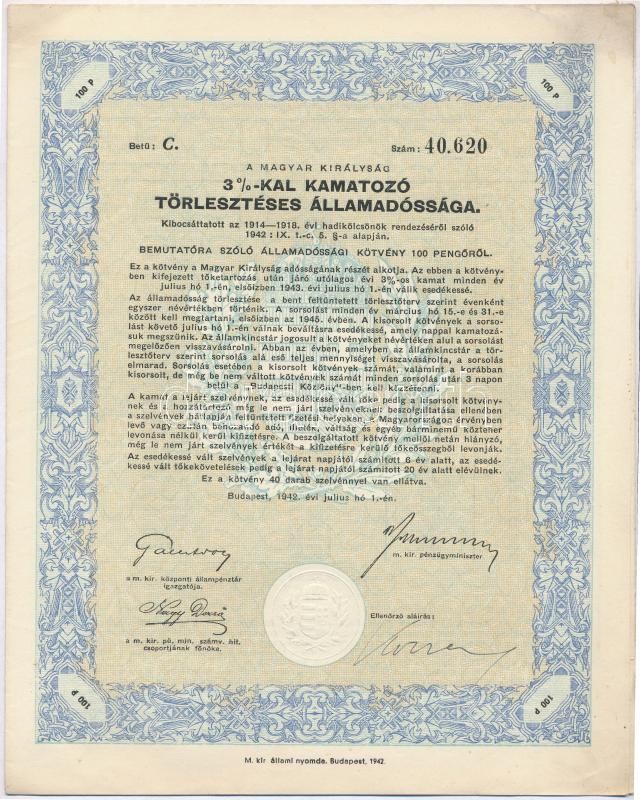 100 P
100 P
Betű: C.
Szám: 40.620
A MAGYAR KIRÁLYSÁG
3%-KAL KAMATOZÓ
TÖRLESZTÉSES ÁLLAMADÓSSÁGA.
Kibocsáttatott az 1914—1918. évi hadikölcsönök rendezéséről szóló
1942 : IX. t.-c. 5. §-a alapján.
BEMUTATÓRA SZÓLÓ ÁLLAMADÓSSÁGI KÖTVÉNY 100 PENGŐRŐL.
Ez a kötvény a Magyar Királyság adósságának részét alkotja. Az ebben a kötvény-
ben kifejezett tőketartozás után járó utólagos évi 3%-os kamat minden év
július hó 1.-én, elsőízben 1943. évi július hó 1.-én válik esedékessé.
Az államadósság törlesztése a bent feltüntetett törlesztőterv szerint évenként
egyszer névértékben történik. A sorsolást minden év március hó 15.-e és 31.-e
között kell megtartani, elsőízben az 1945. évben. A kisorsolt kötvények a sorso-
lást követő július hó 1.-én válnak beváltásra esedékessé, amely nappal kamatozá-
suk megszűnik. Az államkincstár jogosult a kötvényeket névértéken alul a sorsolást
megelőzően visszavásárolni. Abban az évben, amelyben az államkincstár a tör-
lesztőterv szerint sorsolás alá eső teljes mennyiséget visszavásárolta, a sorsolás
elmarad. Sorsolás esetében a kisorsolt kötvények számát, valamint a korábban
kisorsolt, de még be nem váltott kötvények számát minden sorsolás után 3 napon
belül a „Budapesti Közlöny"-ben kell közzétenni.
A kamat a lejárt szelvénynek, az esedékessé vált tőke pedig a kisorsolt kötvény-
nek és a hozzátartozó még le nem járt szelvényeknek beszolgáltatása ellenében
a szelvények hátlapján feltüntetett fizetési helyeken, a Magyarországon érvényben
levő vagy ezután behozandó adó, illeték, váltság és egyéb bárminemű közteher
levonása nélkül kerül kifizetésre. A beszolgáltatott kötvény mellől netán hiányzó,
még le nem járt szelvények értékét a kifizetésre kerülő tőkeösszegből levonják.
Az esedékessé vált szelvények a lejárat napjától számított 6 év alatt, az esedé-
kessé vált tőkekövetelések pedig a lejárat napjától számított 20 év alatt elévülnek.
Ez a kötvény 40 darab szelvénnyel van ellátva.
Budapest, 1942. évi július hó 1.-én.
m. kir. pénzügyminiszter
a m. kir. központi állampénztár
igazgatója.
Nagy Dezső
Ellenőrző aláírás:
a m. kir. pü. min. számv. hit.
csoportjának főnöke.
100 P
100 P
M. kir. állami nyomda. Budapest, 1942.